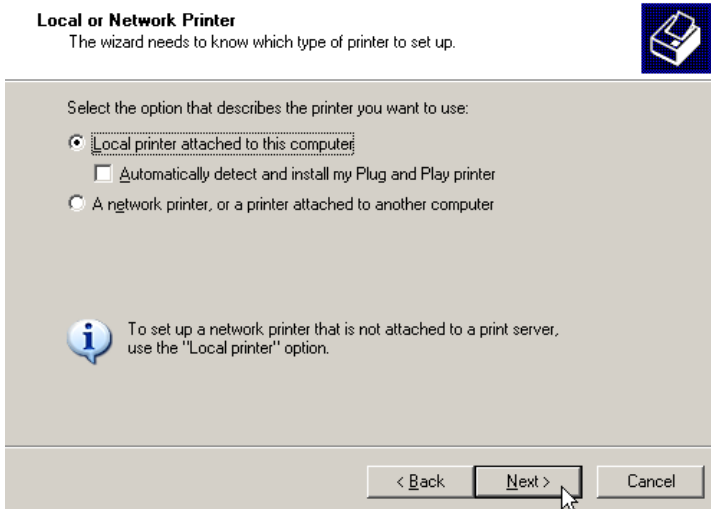 Local or Network Printer
The wizard needs to know which type of printer to set up.
Select the option that describes the printer you want to use:
Local printer attached to this computer
Automatically detect and install my Plug and Play printer
A network printer, or a printer attached to another computer
To set up a network printer that is not attached to a print server,
use the "Local printer" option.
< Back Next > Cancel